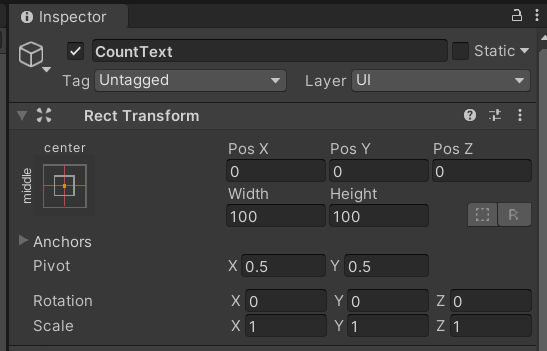 Inspector
CountText Static
Tag Untagged Layer UI
Rect Transform
center
middle
Pos X Pos Y Pos Z
0 0 0
Width Height
100 100
R
Anchors
Pivot X 0.5 Y 0.5
Rotation X 0 Y 0 Z 0
Scale X 1 Y 1 Z 1